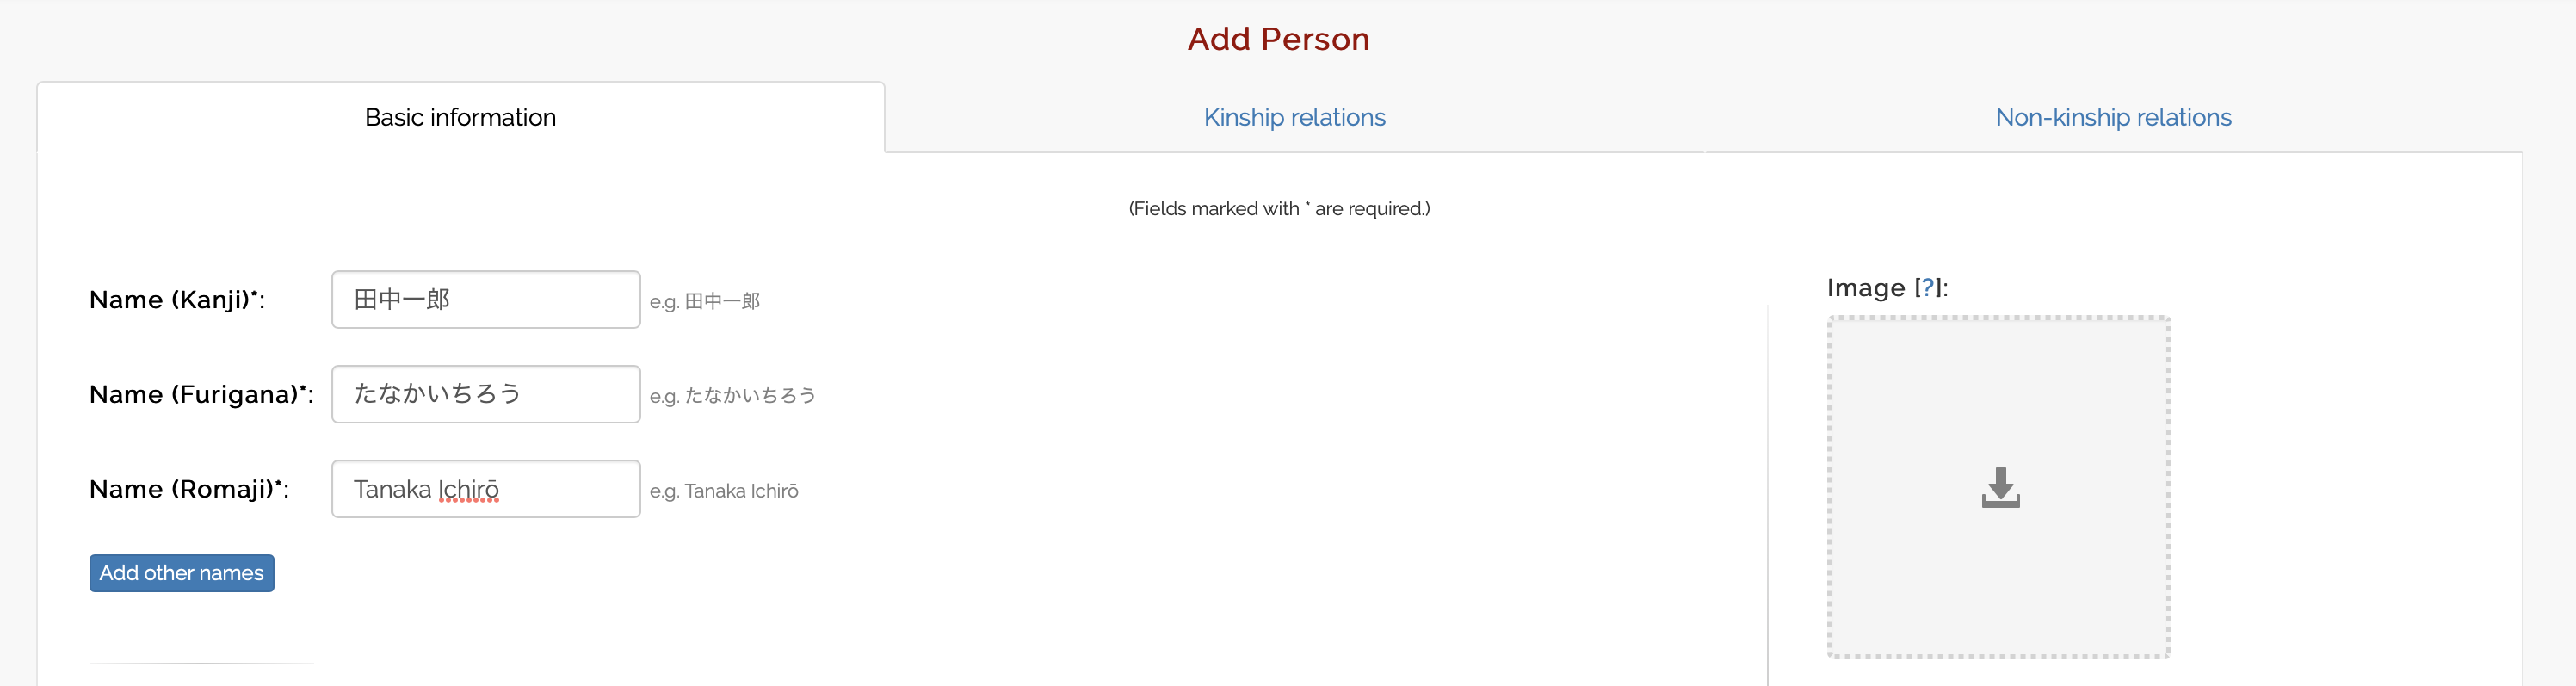 Add Person
Basic information
Kinship relations
Non-kinship relations
(Fields marked with * are required.)
Name (Kanji)*: 田中一郎 e.g. 田中一郎
Image [?]:
Name (Furigana)*: たなかいちろう e.g. たなかいちろう
Name (Romaji)*: Tanaka Ichirō e.g. Tanaka Ichirō
Add other names